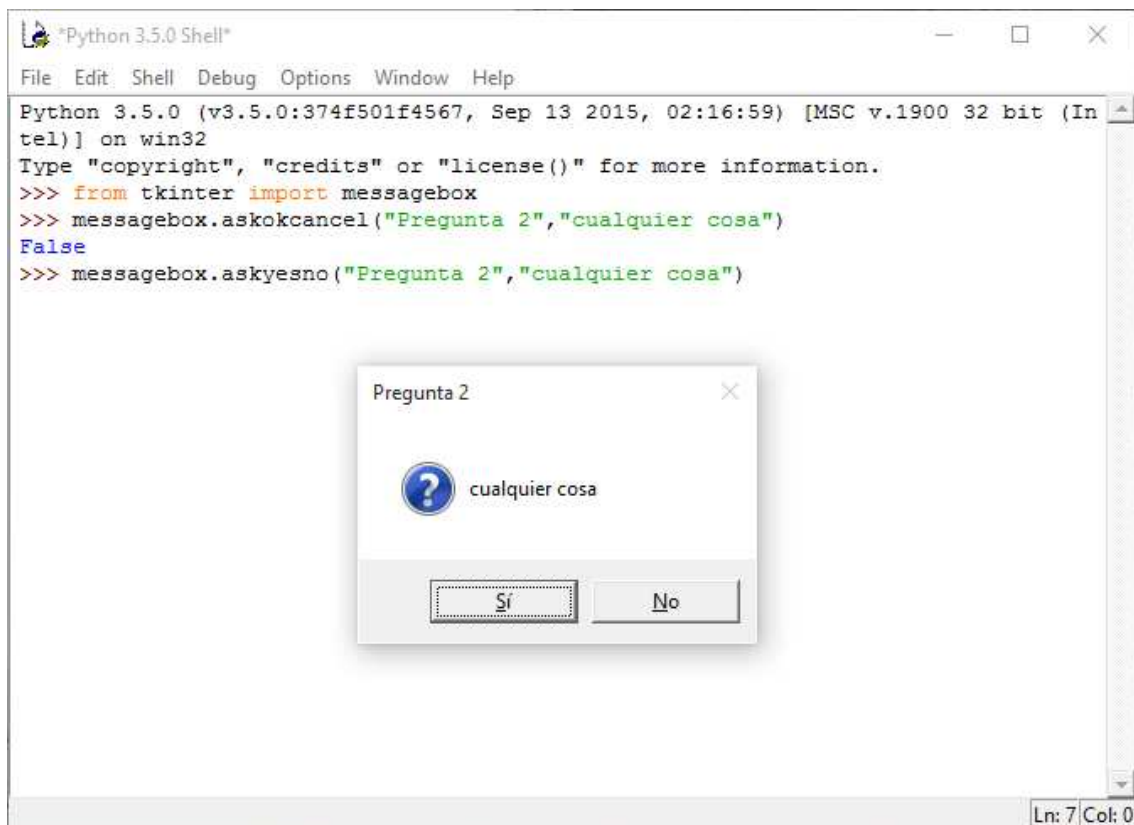 *Python 3.5.0 Shell*
File Edit Shell Debug Options Window Help
Python 3.5.0 (v3.5.0:374f501f4567, Sep 13 2015, 02:16:59) [MSC v.1900 32 bit (In
tel)] on win32
Type "copyright", "credits" or "license()" for more information.
>>> from tkinter import messagebox
>>> messagebox.askokcancel("Pregunta 2","cualquier cosa")
False
>>> messagebox.askyesno("Pregunta 2","cualquier cosa")
Pregunta 2
cualquier cosa
Sí No
Ln: 7 Col: 0